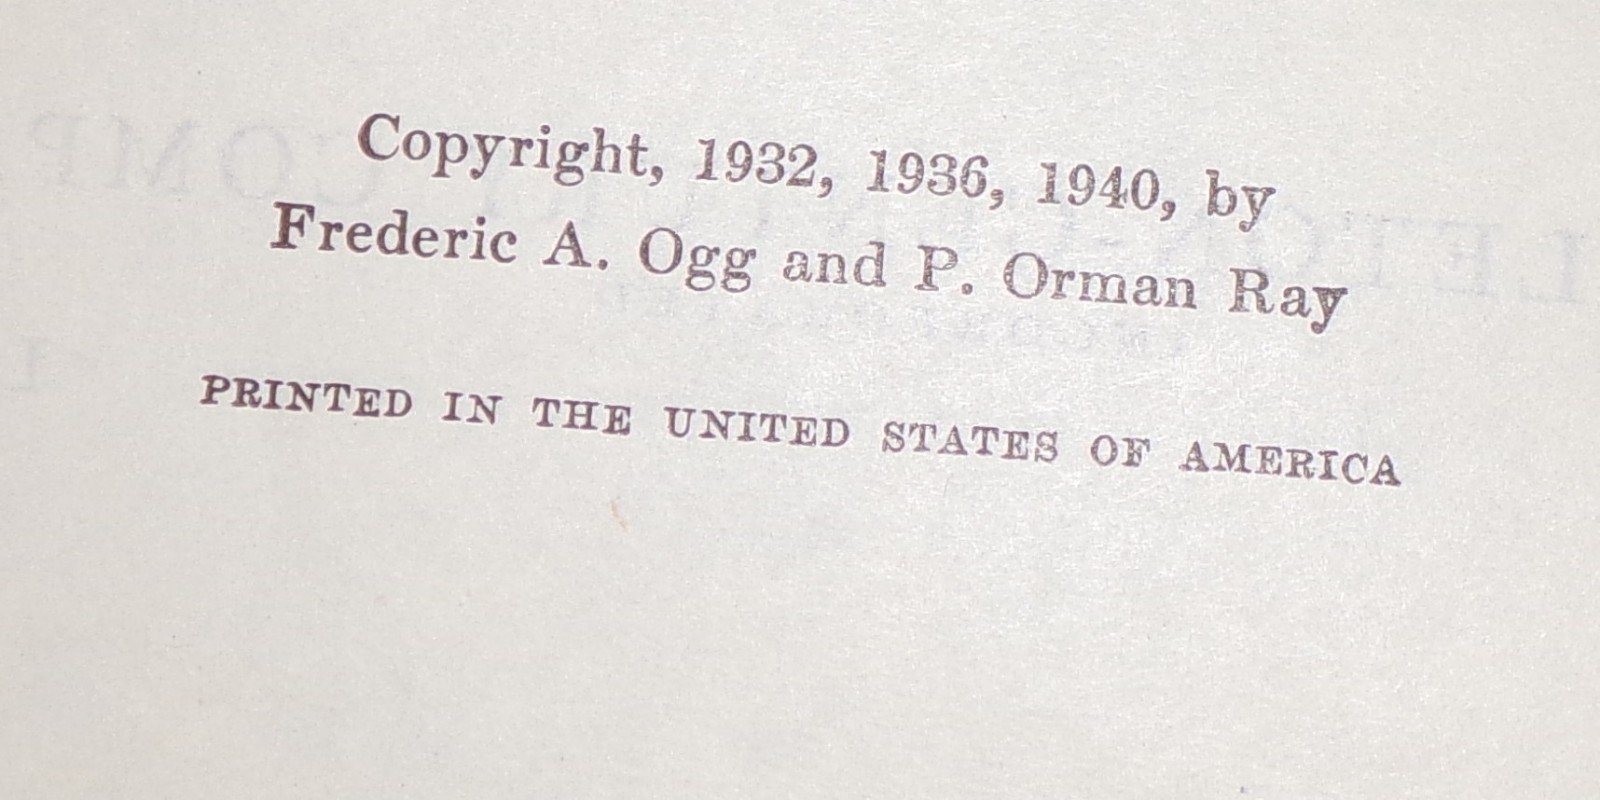 Copyright, 1932, 1936, 1940, by
Frederic A. Ogg and P. Orman Ray
PRINTED IN THE UNITED STATES OF AMERICA